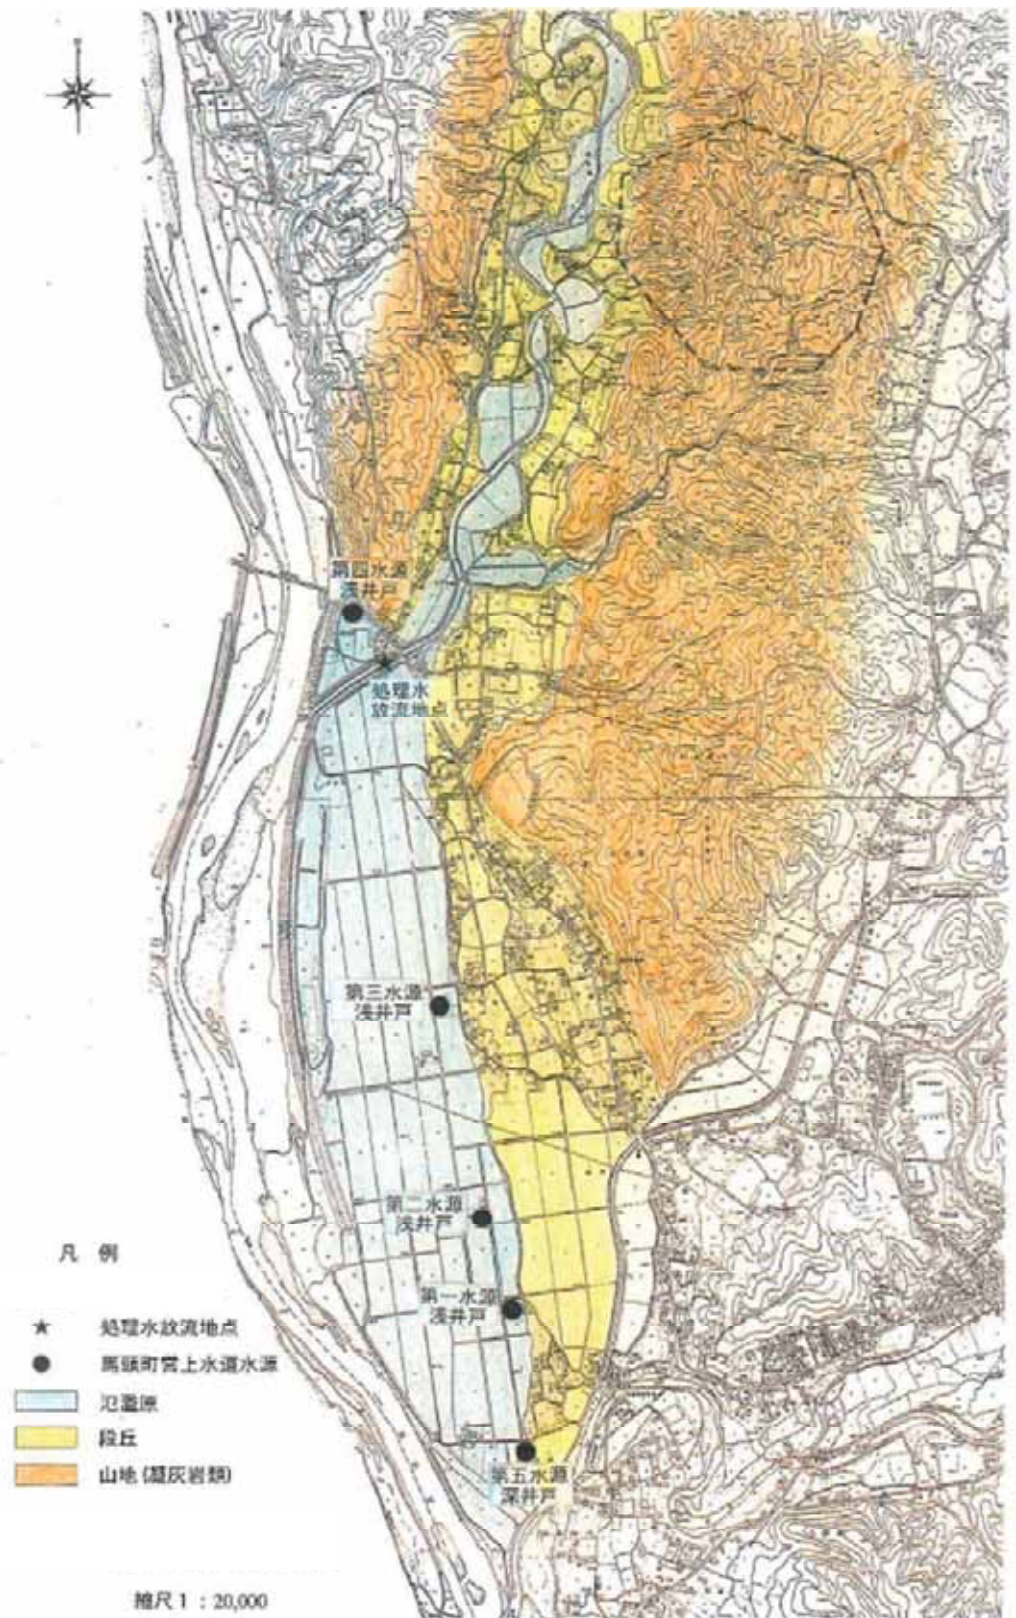 第四水源
浅井戸
処理水
放流地点
第三水源
浅井戸
第二水源
浅井戸
第一水源
浅井戸
第五水源
深井戸
凡 例
★ 処理水放流地点
● 馬頭町営上水道水源
氾濫原
段丘
山地(凝灰岩類)
縮尺 1 : 20,000